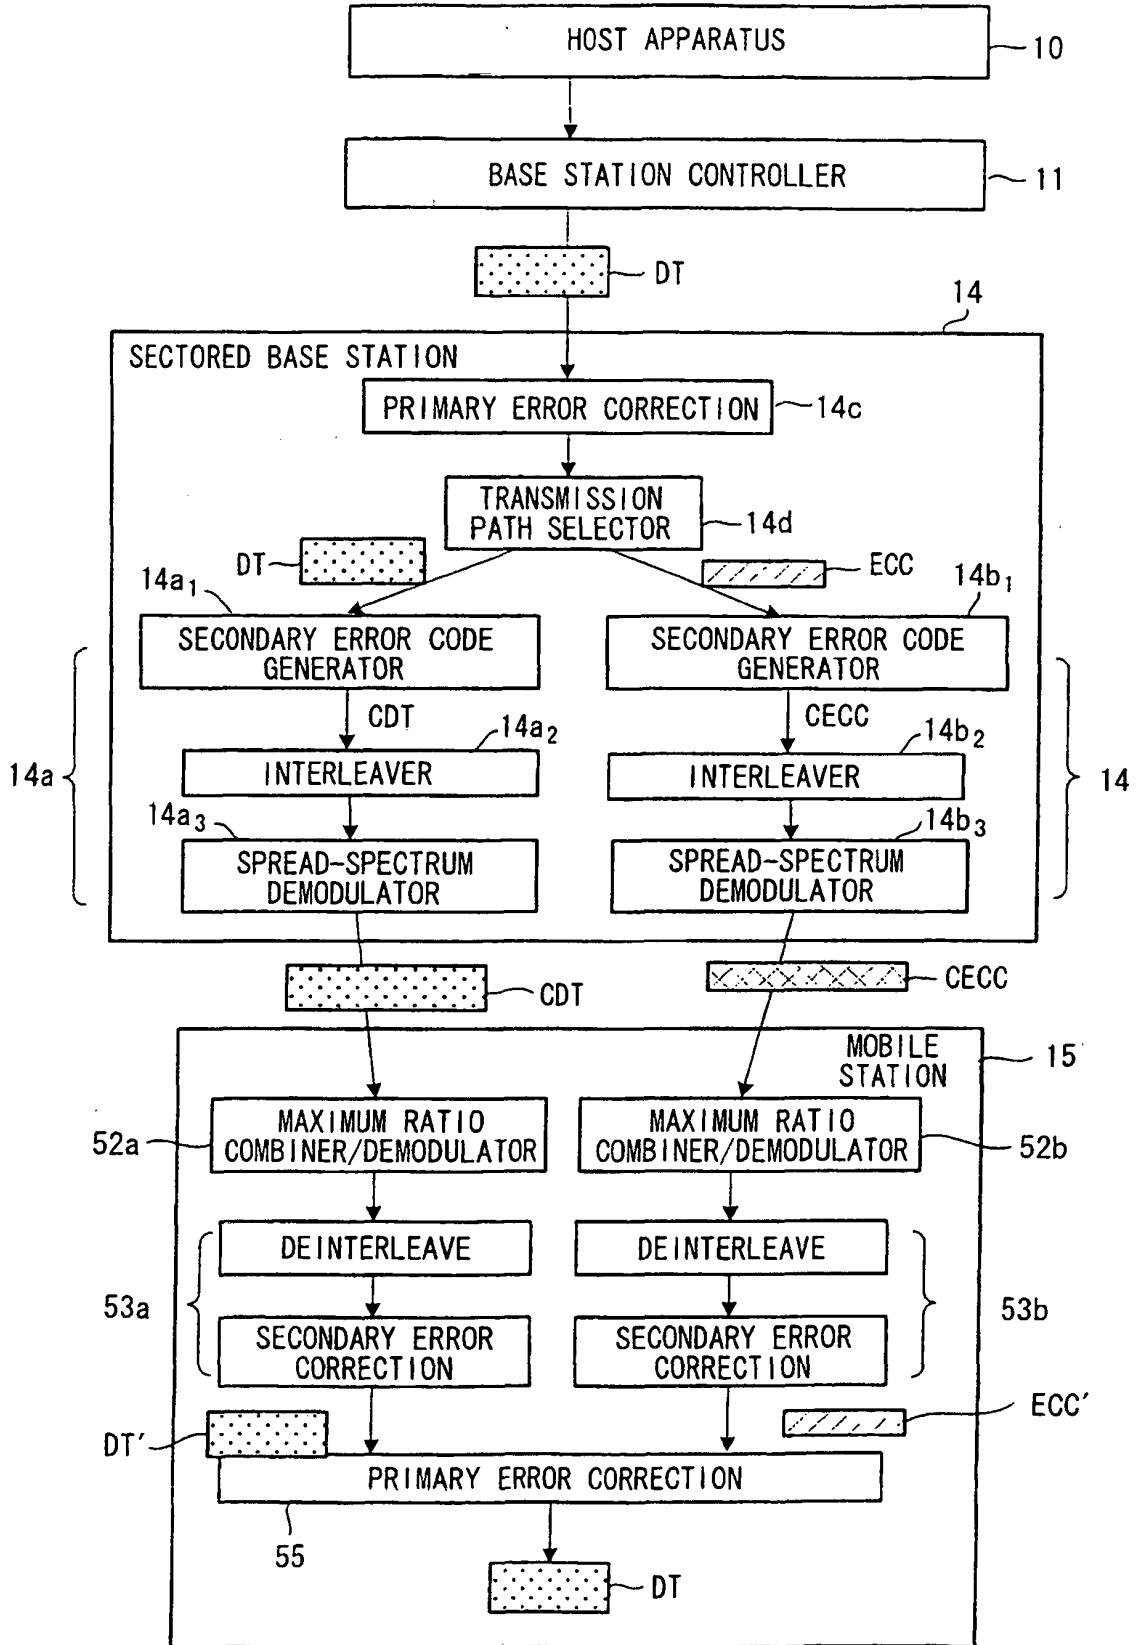 HOST APPARATUS
10
BASE STATION CONTROLLER
11
DT
14
SECTORED BASE STATION
PRIMARY ERROR CORRECTION
14c
TRANSMISSION
PATH SELECTOR
14d
DT
ECC
14a1
14b1
SECONDARY ERROR CODE
GENERATOR
SECONDARY ERROR CODE
GENERATOR
CDT
CECC
14a2
14b2
14a
INTERLEAVER
INTERLEAVER
14
14a3
14b3
SPREAD-SPECTRUM
DEMODULATOR
SPREAD-SPECTRUM
DEMODULATOR
CDT
CECC
MOBILE
STATION
15
52a
MAXIMUM RATIO
COMBINER/DEMODULATOR
MAXIMUM RATIO
COMBINER/DEMODULATOR
52b
DEINTERLEAVE
DEINTERLEAVE
53a
53b
SECONDARY ERROR
CORRECTION
SECONDARY ERROR
CORRECTION
DT′
ECC′
PRIMARY ERROR CORRECTION
55
DT